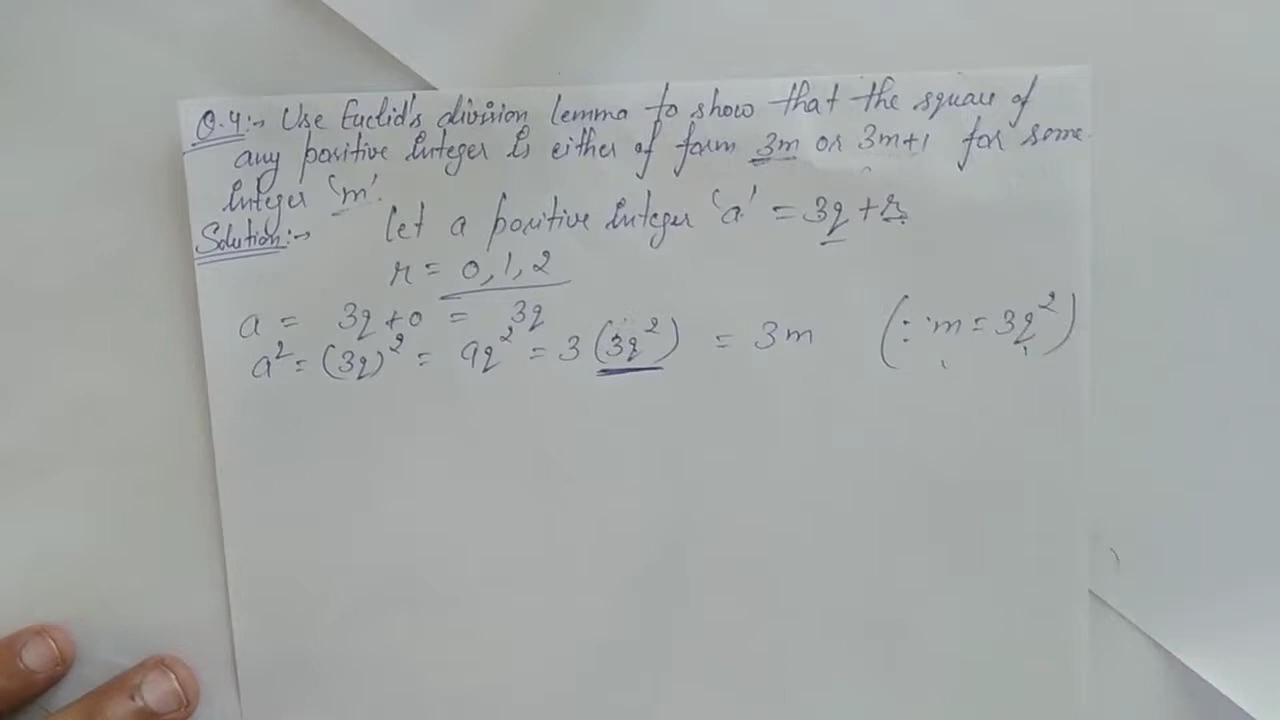 Q.4:- Use Euclid's division lemma to show that the square of
any positive integer is either of form 3m or 3m+1 for some
integer 'm'.
Solution:- let a positive integer 'a' = 3q + r
r = 0, 1, 2
a = 3q + 0 = 3q
a² = (3q)² = 9q² = 3 (3q²) = 3m (∵ m = 3q²)